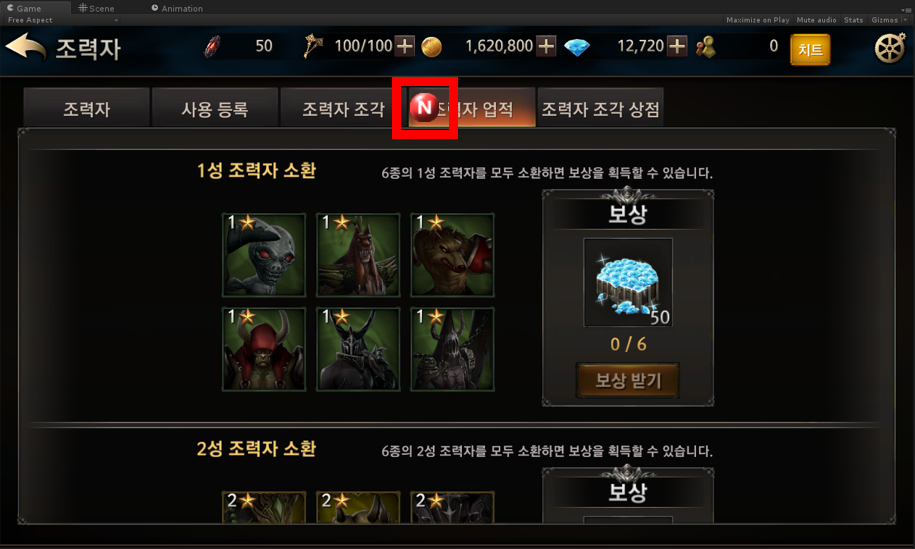 Game Scene Animation
Free Aspect Maximize on Play Mute audio Stats Gizmos
조력자 50 100/100 1,620,800 12,720 0 치트
조력자 사용 등록 조력자 조각 N 조력자 업적 조력자 조각 상점
1성 조력자 소환 6종의 1성 조력자를 모두 소환하면 보상을 획득할 수 있습니다.
보상
1 1 1
50
0 / 6
1 1 1
보상 받기
2성 조력자 소환 6종의 2성 조력자를 모두 소환하면 보상을 획득할 수 있습니다.
보상
2 2 2